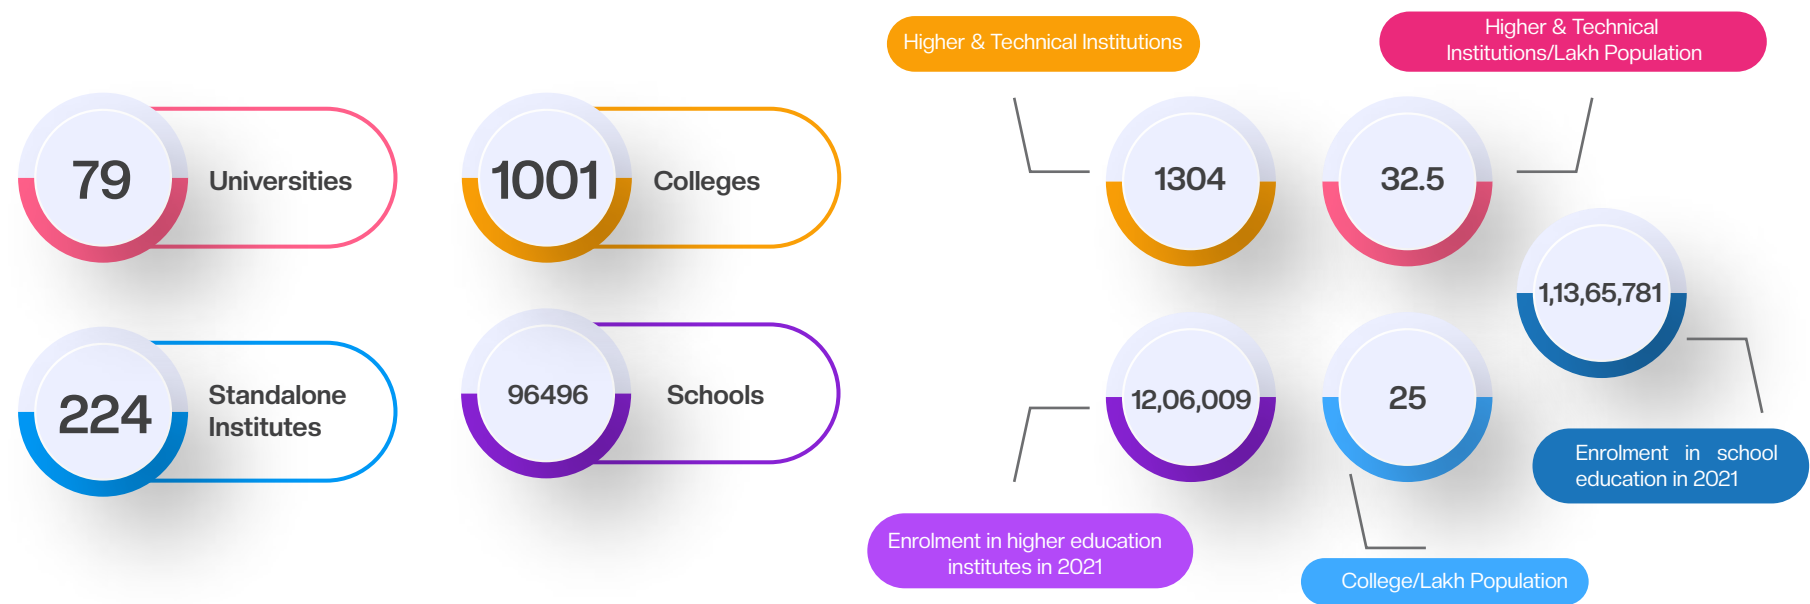 79
Universities
1001
Colleges
224
Standalone
Institutes
96496
Schools
Higher & Technical Institutions
1304
Higher & Technical
Institutions/Lakh Population
32.5
1,13,65,781
Enrolment in school
education in 2021
12,06,009
Enrolment in higher education
institutes in 2021
25
College/Lakh Population